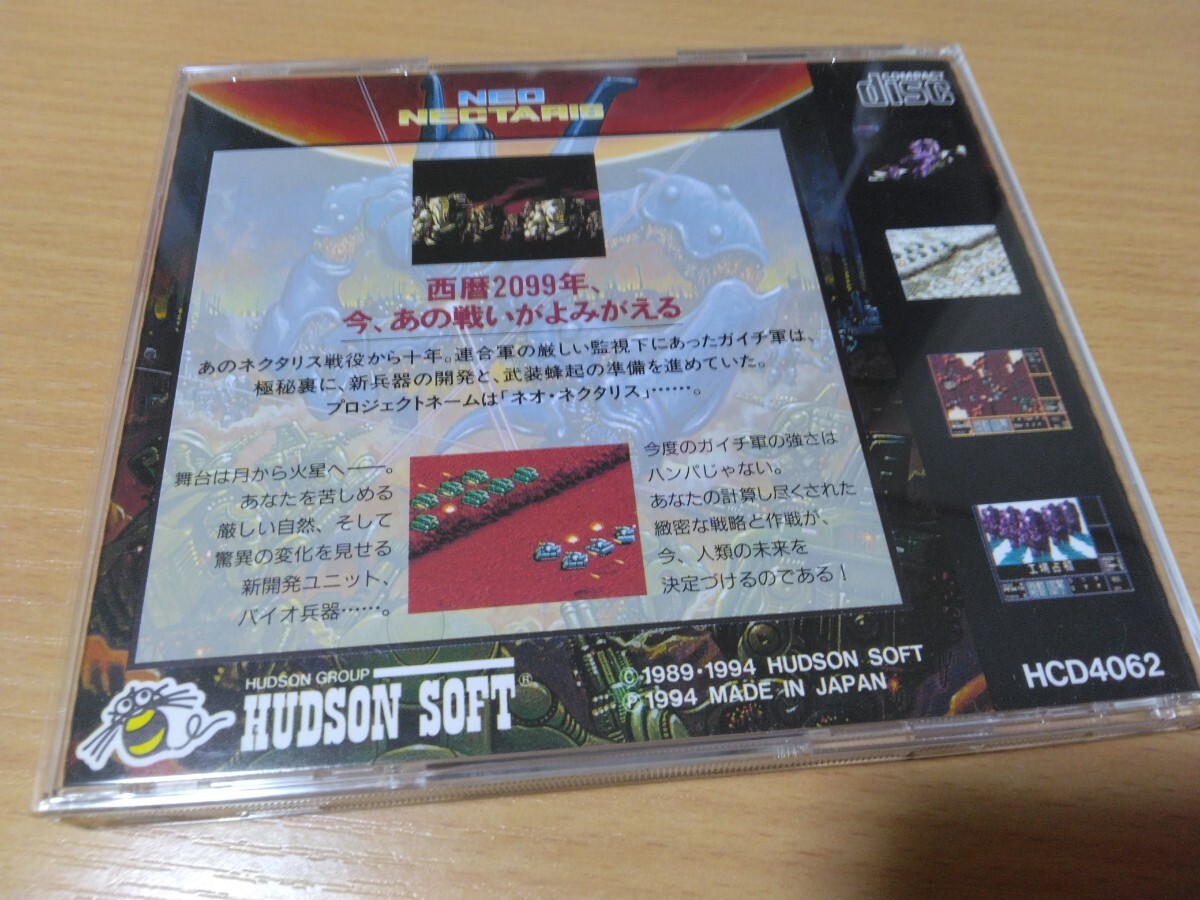 NEO
NECTARIS
COMPACT
disc
西暦2099年、
今、あの戦いがよみがえる
あのネクタリス戦役から十年。連合軍の厳しい監視下にあったガイチ軍は、
極秘裏に、新兵器の開発と、武装蜂起の準備を進めていた。
プロジェクトネームは「ネオ・ネクタリス」……。
舞台は月から火星へ──。
あなたを苦しめる
厳しい自然、そして
驚異の変化を見せる
新開発ユニット、
バイオ兵器……。
今度のガイチ軍の強さは
ハンパじゃない。
あなたの計算し尽くされた
緻密な戦略と作戦が、
今、人類の未来を
決定づけるのである！
工場占領
HUDSON GROUP
HUDSON SOFT®
©1989・1994 HUDSON SOFT
℗1994 MADE IN JAPAN
HCD4062